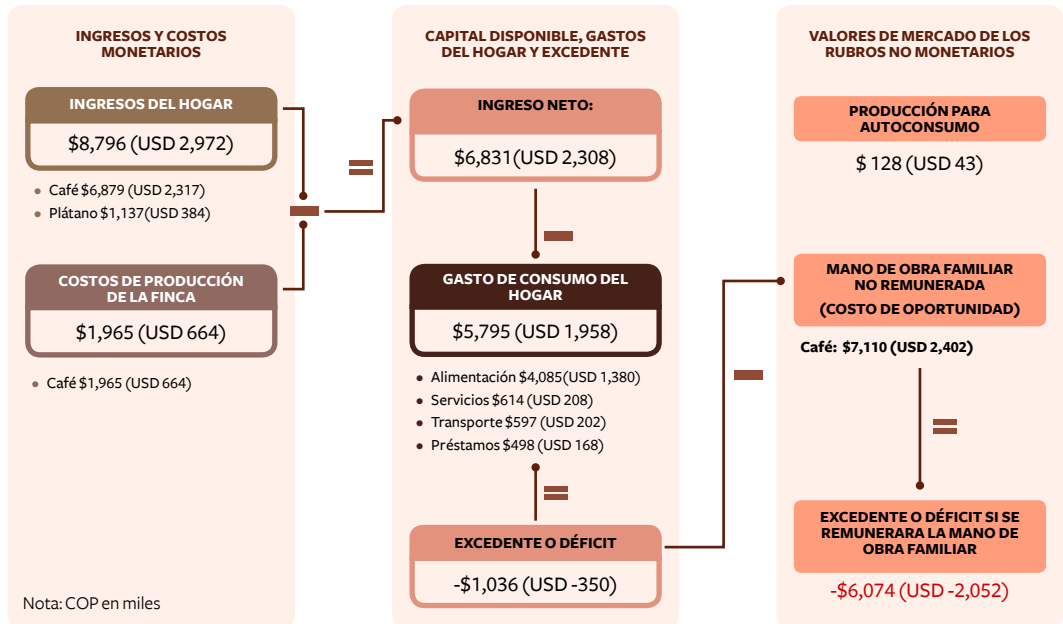 INGRESOS Y COSTOS
MONETARIOS
INGRESOS DEL HOGAR
$8,796 (USD 2,972)
• Café $6,879 (USD 2,317)
• Plátano $1,137(USD 384)
COSTOS DE PRODUCCIÓN
DE LA FINCA
$1,965 (USD 664)
• Café $1,965 (USD 664)
Nota: COP en miles
CAPITAL DISPONIBLE, GASTOS
DEL HOGAR Y EXCEDENTE
INGRESO NETO:
$6,831(USD 2,308)
GASTO DE CONSUMO DEL
HOGAR
$5,795 (USD 1,958)
• Alimentación $4,085(USD 1,380)
• Servicios $614 (USD 208)
• Transporte $597 (USD 202)
• Préstamos $498 (USD 168)
EXCEDENTE O DÉFICIT
-$1,036 (USD -350)
VALORES DE MERCADO DE LOS
RUBROS NO MONETARIOS
PRODUCCIÓN PARA
AUTOCONSUMO
$ 128 (USD 43)
MANO DE OBRA FAMILIAR
NO REMUNERADA
(COSTO DE OPORTUNIDAD)
Café: $7,110 (USD 2,402)
EXCEDENTE O DÉFICIT SI SE
REMUNERARA LA MANO DE
OBRA FAMILIAR
-$6,074 (USD -2,052)